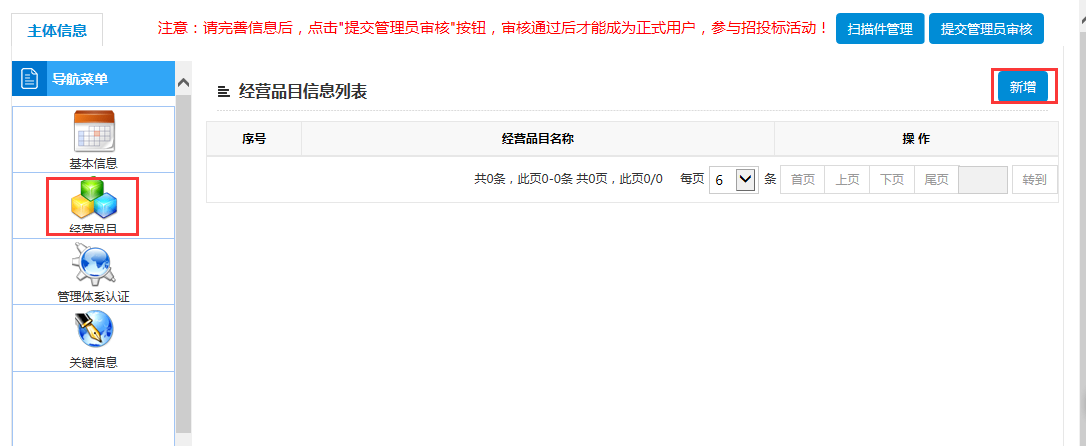 主体信息
注意：请完善信息后，点击"提交管理员审核"按钮，审核通过后才能成为正式用户，参与招投标活动！
扫描件管理
提交管理员审核
导航菜单
基本信息
经营品目
管理体系认证
关键信息
经营品目信息列表
新增
序号 经营品目名称 操 作
共0条，此页0-0条 共0页，此页0/0 每页 6 条 首页 上页 下页 尾页 转到